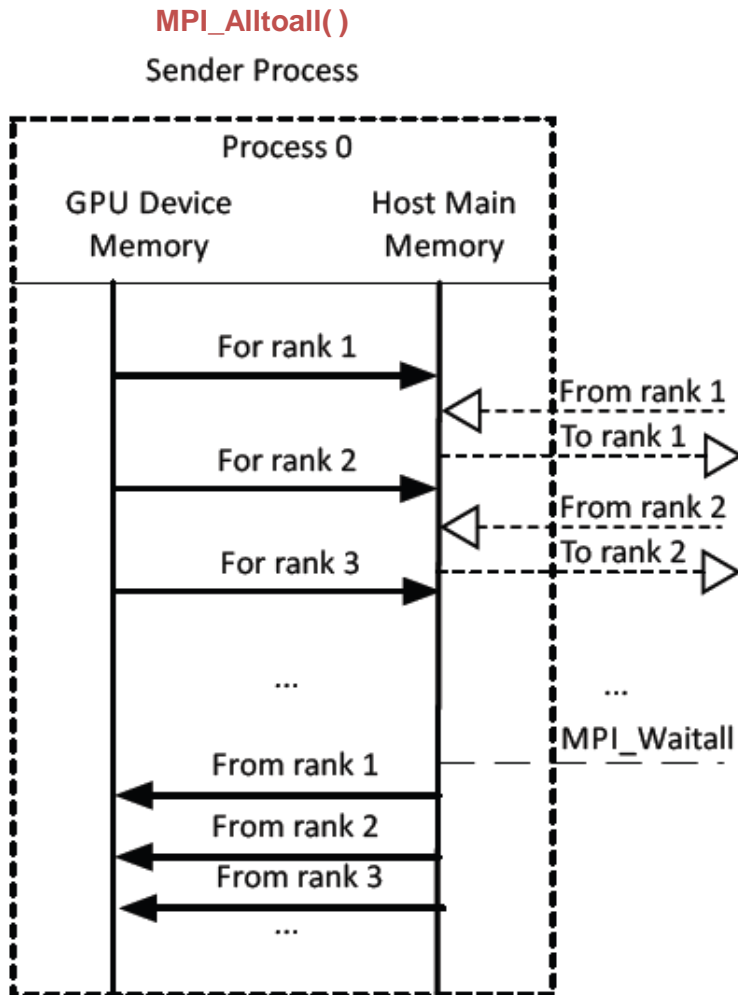 MPI_Alltoall( )
Sender Process
Process 0
GPU Device
Memory
Host Main
Memory
For rank 1
From rank 1
To rank 1
For rank 2
From rank 2
To rank 2
For rank 3
...
...
MPI_Waitall
From rank 1
From rank 2
From rank 3
...